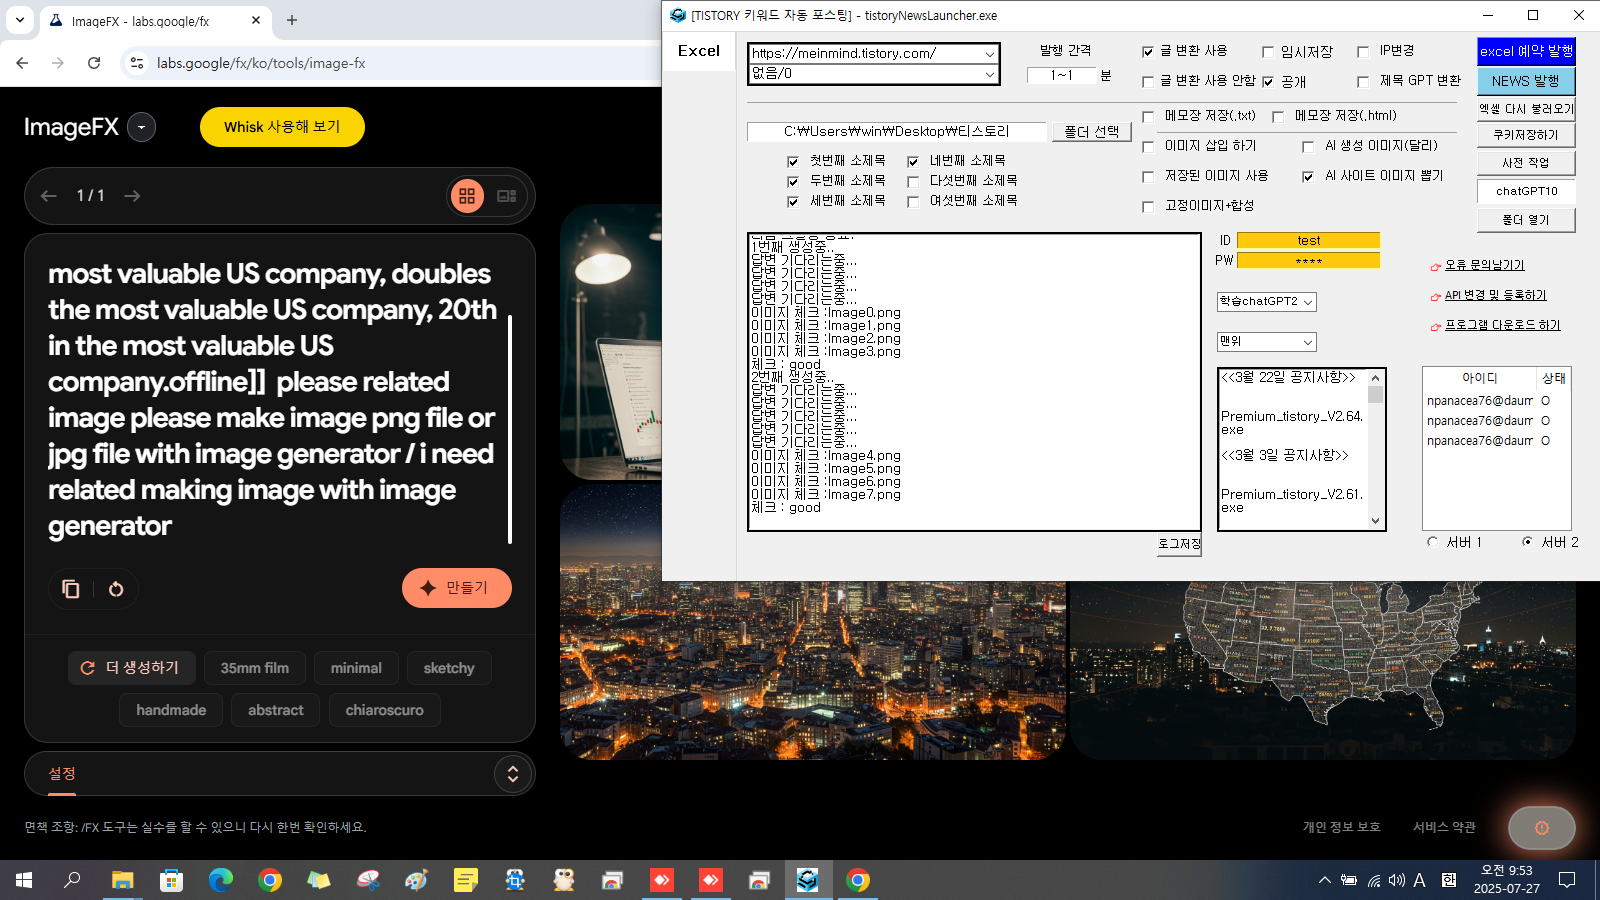 ImageFX - labs.google/fx
labs.google/fx/ko/tools/image-fx
ImageFX
Whisk 사용해 보기
1 / 1
most valuable US company, doubles
the most valuable US company, 20th
in the most valuable US
company.offline]] please related
image please make image png file or
jpg file with image generator / i need
related making image with image
generator
만들기
더 생성하기
35mm film
minimal
sketchy
handmade
abstract
chiaroscuro
설정
면책 조항: /FX 도구는 실수를 할 수 있으니 다시 한번 확인하세요.
개인 정보 보호
서비스 약관
[TISTORY 키워드 자동 포스팅] - tistoryNewsLauncher.exe
Excel
https://meinmind.tistory.com/
없음/0
발행 간격
1~1 분
글 변환 사용
임시저장
IP변경
글 변환 사용 안함
공개
제목 GPT 변환
excel 예약 발행
NEWS 발행
엑셀 다시 불러오기
쿠키저장하기
사전 작업
chatGPT10
폴더 열기
C:￦Users￦win￦Desktop￦티스토리
폴더 선택
메모장 저장(.txt)
메모장 저장(.html)
이미지 삽입 하기
AI 생성 이미지(달리)
저장된 이미지 사용
AI 사이트 이미지 뽑기
고정이미지+합성
첫번째 소제목
네번째 소제목
두번째 소제목
다섯번째 소제목
세번째 소제목
여섯번째 소제목
1번째 생성중..
답변 기다리는중...
답변 기다리는중...
답변 기다리는중...
답변 기다리는중...
이미지 체크 :Image0.png
이미지 체크 :Image1.png
이미지 체크 :Image2.png
이미지 체크 :Image3.png
체크 : good
2번째 생성중..
답변 기다리는중...
답변 기다리는중...
답변 기다리는중...
답변 기다리는중...
답변 기다리는중...
이미지 체크 :Image4.png
이미지 체크 :Image5.png
이미지 체크 :Image6.png
이미지 체크 :Image7.png
체크 : good
로그저장
ID test
PW ****
학습chatGPT2
맨위
오류 문의남기기
API 변경 및 등록하기
프로그램 다운로드 하기
<<3월 22일 공지사항>>
Premium_tistory_V2.64.
exe
<<3월 3일 공지사항>>
Premium_tistory_V2.61.
exe
아이디 상태
npanacea76@daum O
npanacea76@daum O
npanacea76@daum O
서버 1
서버 2
A
한
오전 9:53
2025-07-27